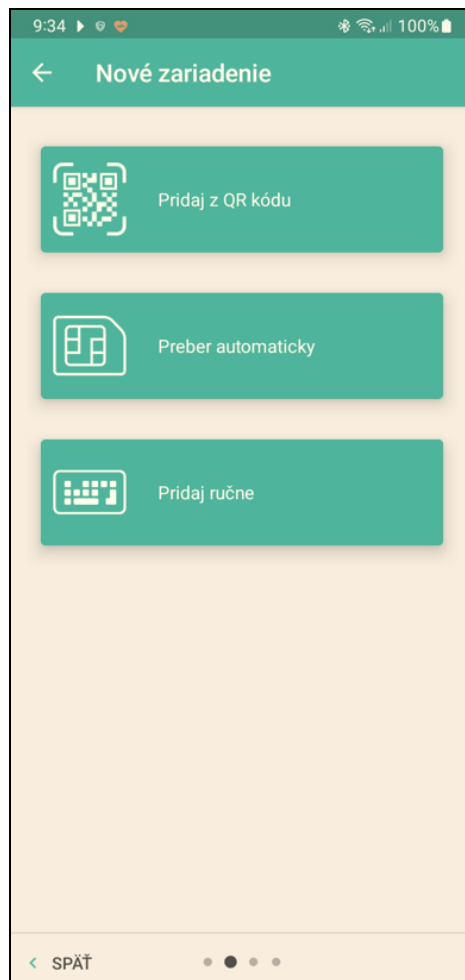 9:34
100%
Nové zariadenie
Pridaj z QR kódu
Preber automaticky
Pridaj ručne
SPÄŤ